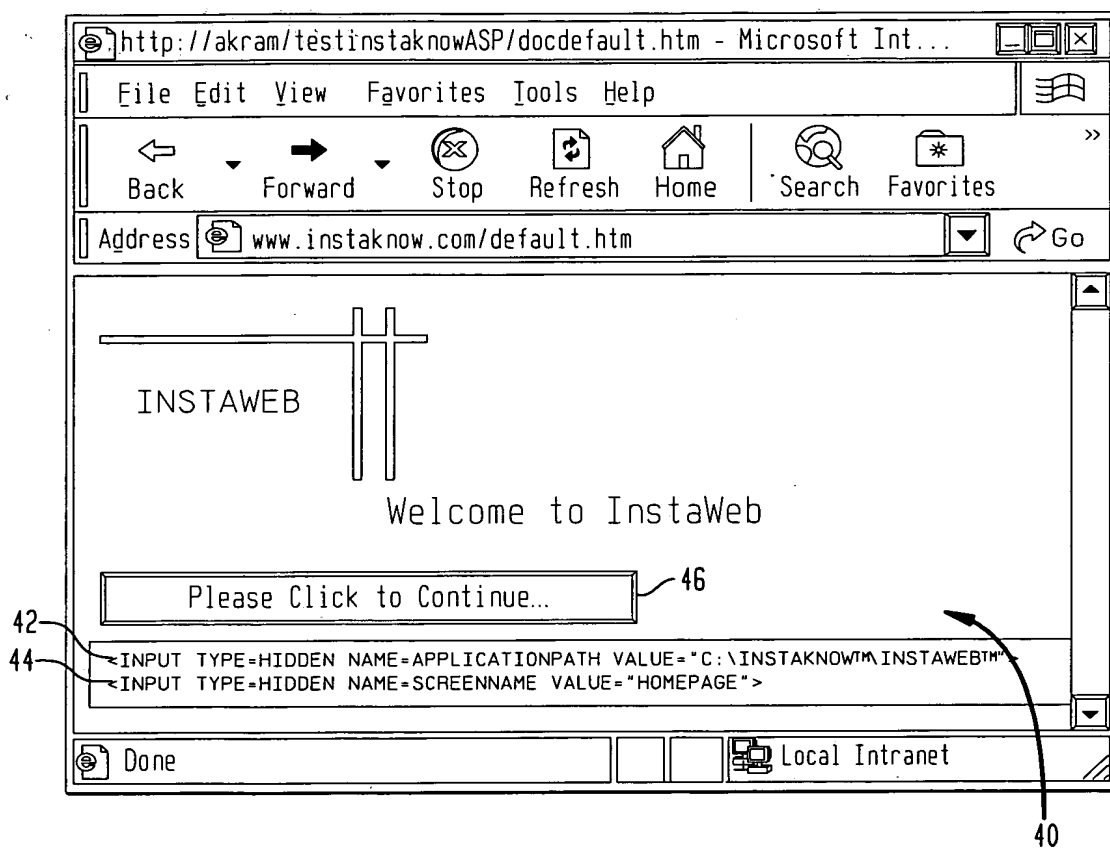 http://akram/testinstaknowASP/docdefault.htm - Microsoft Int...
File Edit View Favorites Tools Help
Back Forward Stop Refresh Home Search Favorites »
Address www.instaknow.com/default.htm Go
INSTAWEB
Welcome to InstaWeb
Please Click to Continue...
46
42
<INPUT TYPE=HIDDEN NAME=APPLICATIONPATH VALUE="C:\INSTAKNOW™\INSTAWEB™">
44
<INPUT TYPE=HIDDEN NAME=SCREENNAME VALUE="HOMEPAGE">
Done Local Intranet
40